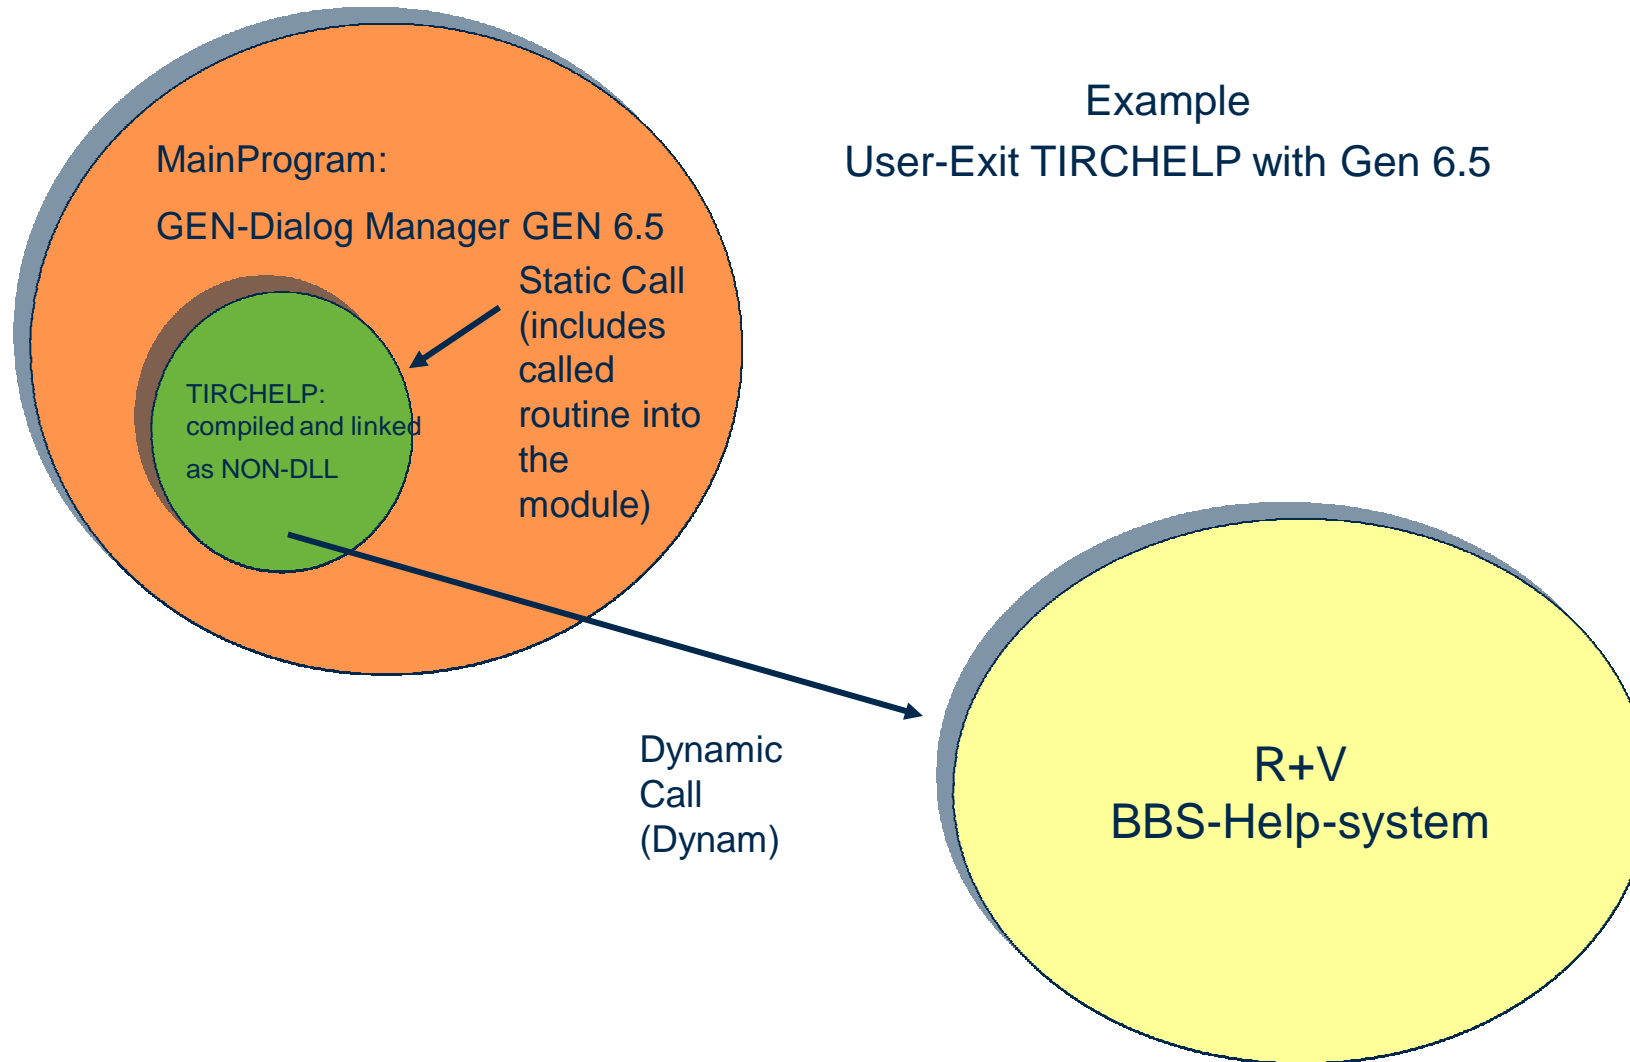 Example
User-Exit TIRCHELP with Gen 6.5
MainProgram:
GEN-Dialog Manager GEN 6.5
Static Call
(includes
called
routine into
the
module)
TIRCHELP:
compiled and linked
as NON-DLL
Dynamic
Call
(Dynam)
R+V
BBS-Help-system